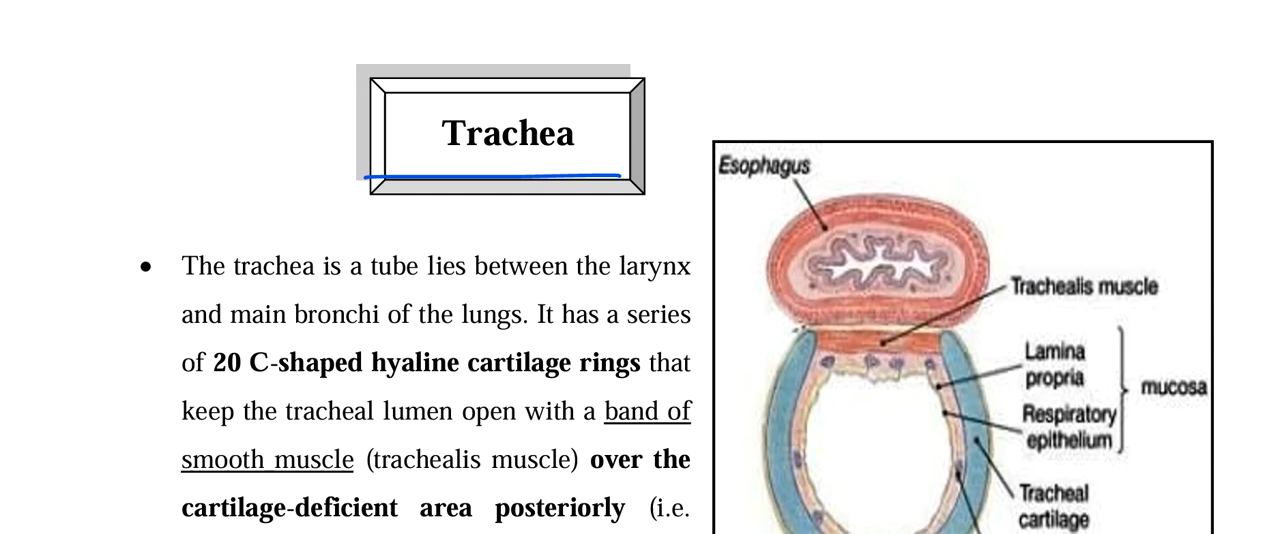 Trachea
• The trachea is a tube lies between the larynx
and main bronchi of the lungs. It has a series
of 20 C-shaped hyaline cartilage rings that
keep the tracheal lumen open with a band of
smooth muscle (trachealis muscle) over the
cartilage-deficient area posteriorly (i.e.
Esophagus
Trachealis muscle
Lamina
propria
mucosa
Respiratory
epithelium
Tracheal
cartilage